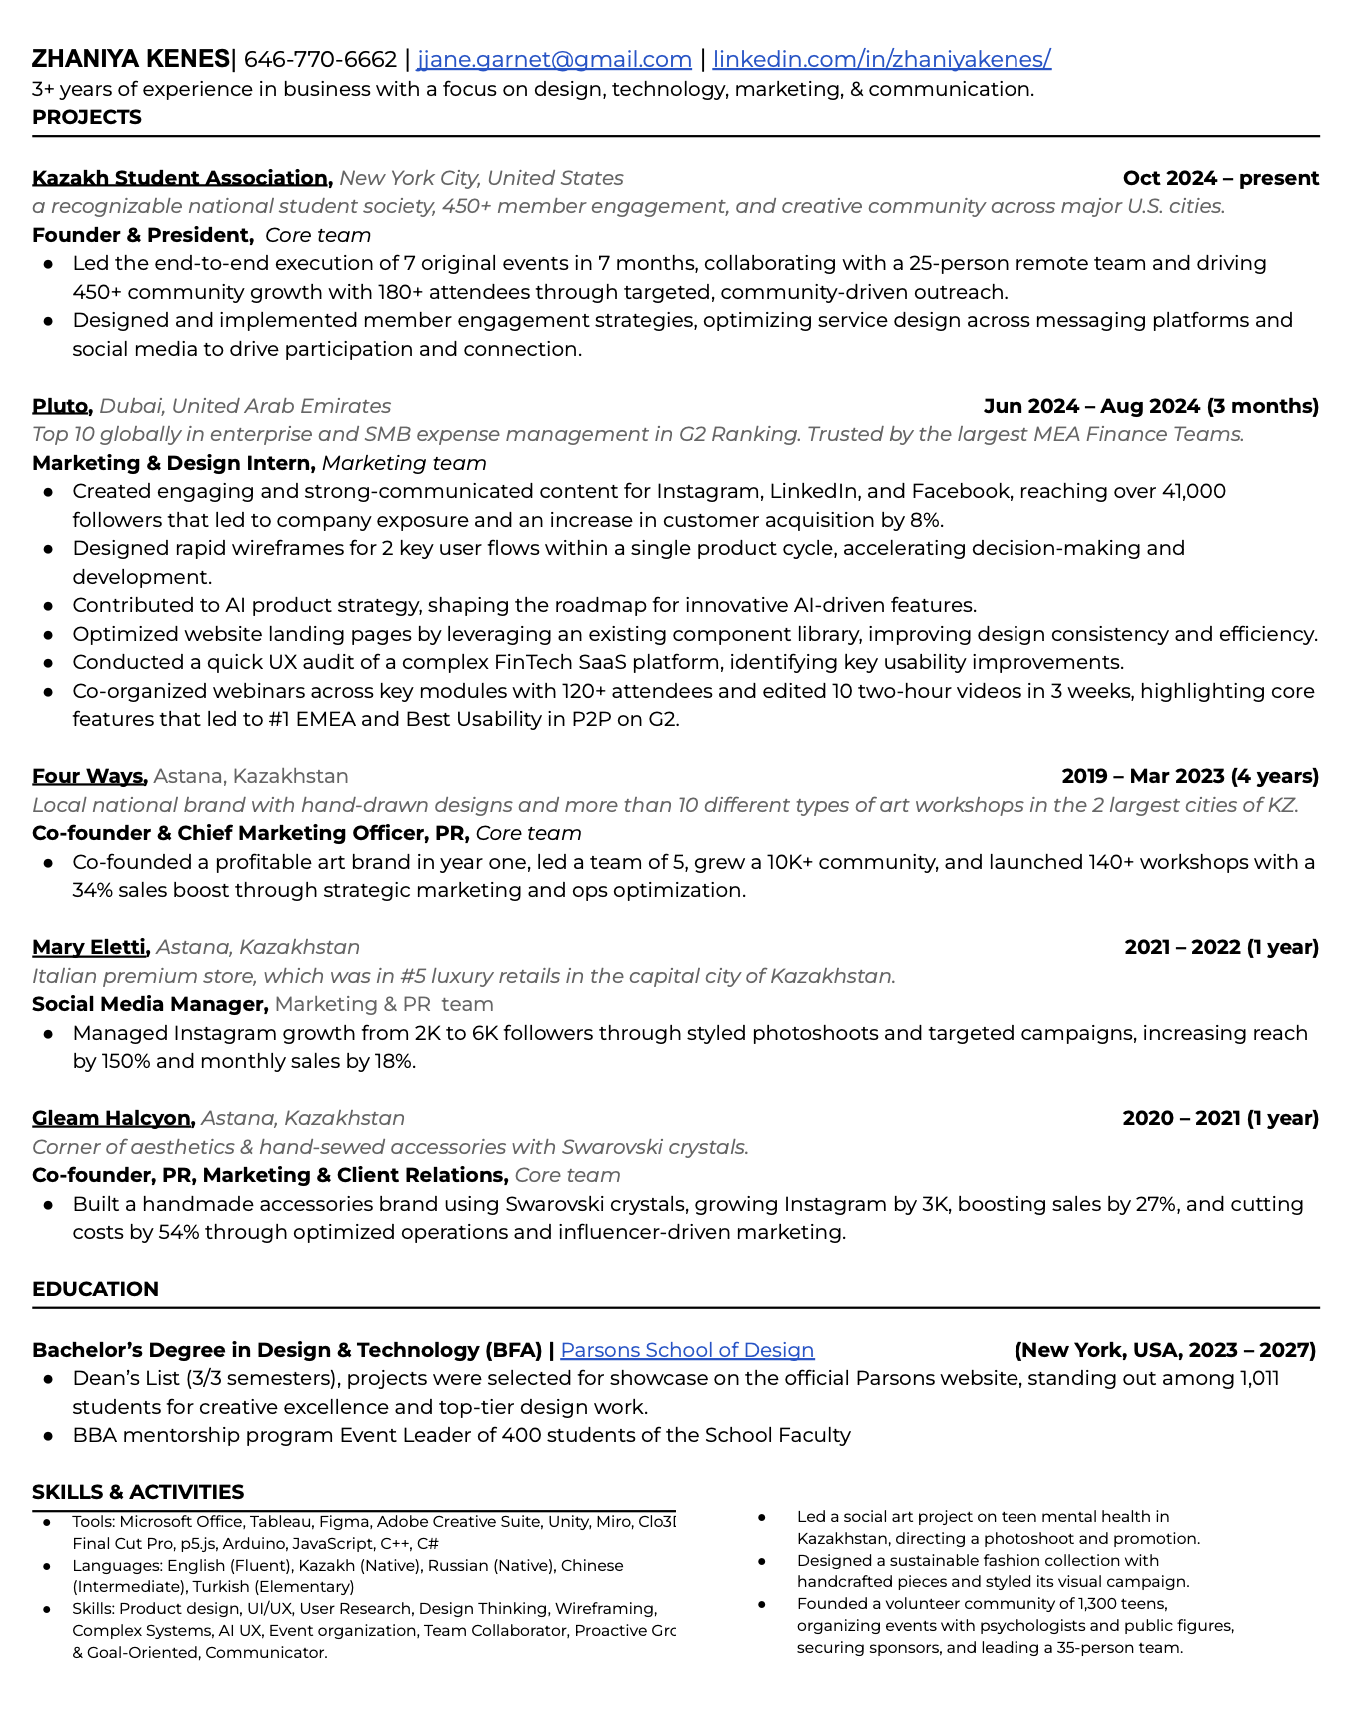 ZHANIYA KENES| 646-770-6662 | jjane.garnet@gmail.com | linkedin.com/in/zhaniyakenes/
3+ years of experience in business with a focus on design, technology, marketing, & communication.
PROJECTS
Kazakh Student Association, New York City, United States Oct 2024 – present
a recognizable national student society, 450+ member engagement, and creative community across major U.S. cities.
Founder & President, Core team
● Led the end-to-end execution of 7 original events in 7 months, collaborating with a 25-person remote team and driving
450+ community growth with 180+ attendees through targeted, community-driven outreach.
● Designed and implemented member engagement strategies, optimizing service design across messaging platforms and
social media to drive participation and connection.
Pluto, Dubai, United Arab Emirates Jun 2024 – Aug 2024 (3 months)
Top 10 globally in enterprise and SMB expense management in G2 Ranking. Trusted by the largest MEA Finance Teams.
Marketing & Design Intern, Marketing team
● Created engaging and strong-communicated content for Instagram, LinkedIn, and Facebook, reaching over 41,000
followers that led to company exposure and an increase in customer acquisition by 8%.
● Designed rapid wireframes for 2 key user flows within a single product cycle, accelerating decision-making and
development.
● Contributed to AI product strategy, shaping the roadmap for innovative AI-driven features.
● Optimized website landing pages by leveraging an existing component library, improving design consistency and efficiency.
● Conducted a quick UX audit of a complex FinTech SaaS platform, identifying key usability improvements.
● Co-organized webinars across key modules with 120+ attendees and edited 10 two-hour videos in 3 weeks, highlighting core
features that led to #1 EMEA and Best Usability in P2P on G2.
Four Ways, Astana, Kazakhstan 2019 – Mar 2023 (4 years)
Local national brand with hand-drawn designs and more than 10 different types of art workshops in the 2 largest cities of KZ.
Co-founder & Chief Marketing Officer, PR, Core team
● Co-founded a profitable art brand in year one, led a team of 5, grew a 10K+ community, and launched 140+ workshops with a
34% sales boost through strategic marketing and ops optimization.
Mary Eletti, Astana, Kazakhstan 2021 – 2022 (1 year)
Italian premium store, which was in #5 luxury retails in the capital city of Kazakhstan.
Social Media Manager, Marketing & PR team
● Managed Instagram growth from 2K to 6K followers through styled photoshoots and targeted campaigns, increasing reach
by 150% and monthly sales by 18%.
Gleam Halcyon, Astana, Kazakhstan 2020 – 2021 (1 year)
Corner of aesthetics & hand-sewed accessories with Swarovski crystals.
Co-founder, PR, Marketing & Client Relations, Core team
● Built a handmade accessories brand using Swarovski crystals, growing Instagram by 3K, boosting sales by 27%, and cutting
costs by 54% through optimized operations and influencer-driven marketing.
EDUCATION
Bachelor's Degree in Design & Technology (BFA) | Parsons School of Design (New York, USA, 2023 – 2027)
● Dean's List (3/3 semesters), projects were selected for showcase on the official Parsons website, standing out among 1,011
students for creative excellence and top-tier design work.
● BBA mentorship program Event Leader of 400 students of the School Faculty
SKILLS & ACTIVITIES
● Tools: Microsoft Office, Tableau, Figma, Adobe Creative Suite, Unity, Miro,
Final Cut Pro, p5.js, Arduino, JavaScript, C++, C#
● Languages: English (Fluent), Kazakh (Native), Russian (Native), Chinese
(Intermediate), Turkish (Elementary)
● Skills: Product design, UI/UX, User Research, Design Thinking, Wireframing,
Complex Systems, AI UX, Event organization, Team Collaborator, Proactive
& Goal-Oriented, Communicator.
● Led a social art project on teen mental health in
Kazakhstan, directing a photoshoot and promotion.
● Designed a sustainable fashion collection with
handcrafted pieces and styled its visual campaign.
● Founded a volunteer community of 1,300 teens,
organizing events with psychologists and public figures,
securing sponsors, and leading a 35-person team.